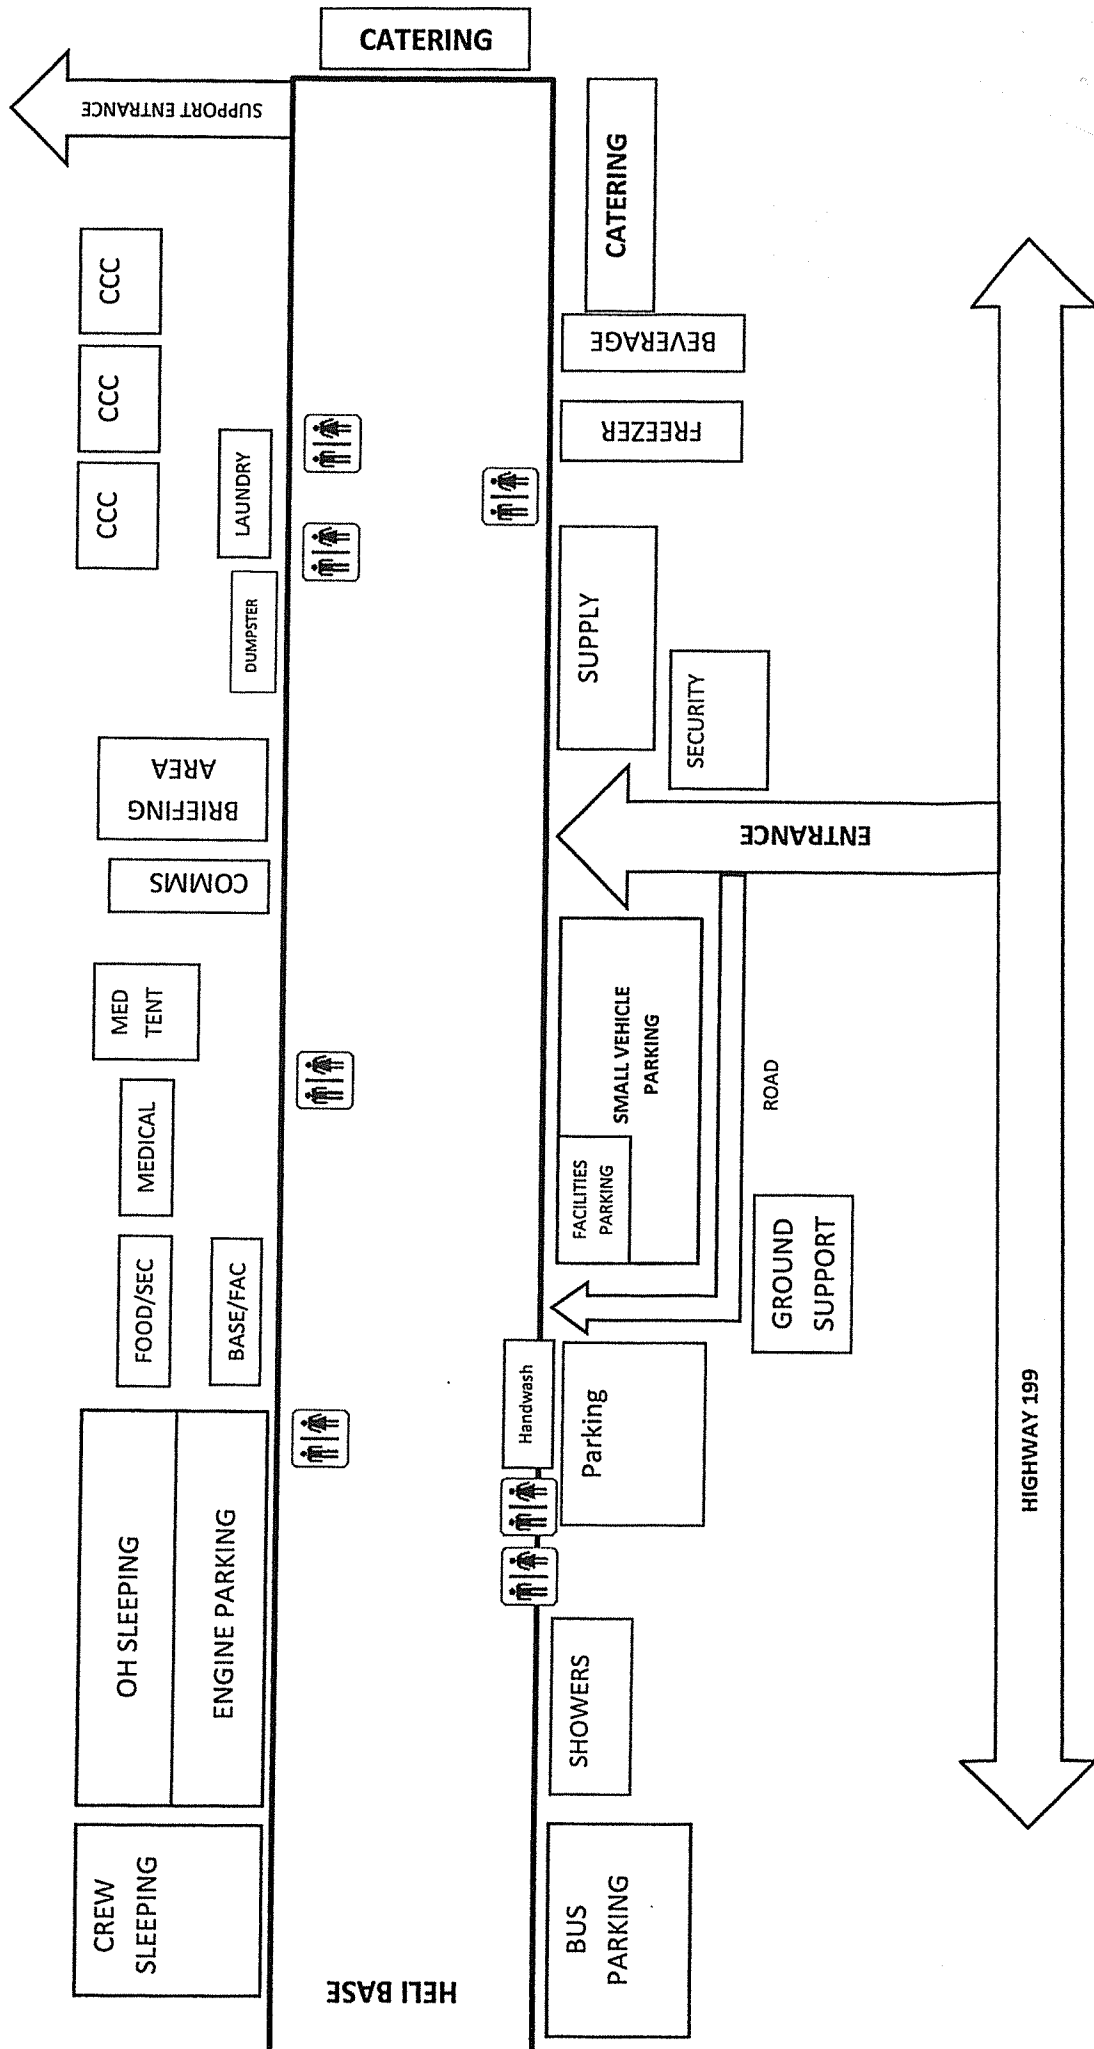 CATERING
SUPPORT ENTRANCE
CATERING
CCC
CCC
CCC
BEVERAGE
FREEZER
LAUNDRY
DUMPSTER
SUPPLY
SECURITY
BRIEFING
AREA
COMMS
ENTRANCE
MED
TENT
SMALL VEHICLE
PARKING
ROAD
MEDICAL
FACILITIES
PARKING
FOOD/SEC
BASE/FAC
GROUND
SUPPORT
Handwash
Parking
HIGHWAY 199
OH SLEEPING
ENGINE PARKING
SHOWERS
CREW
SLEEPING
BUS
PARKING
HELI BASE